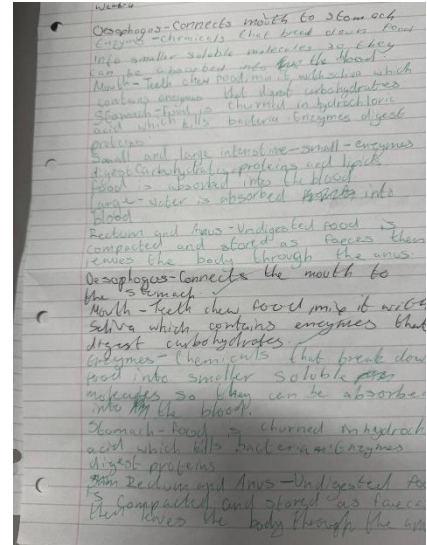 Oesophagus-Connects mouth to stomach
Enzyme-chemicals that break down food
into smaller soluble molecules so they
can be absorbed into the blood.
Mouth-Teeth chew food, mix it with saliva which
contains enzymes that digest carbohydrates
Stomach-food is churned in hydrochloric
acid which kills bacteria enzymes digest
proteins
Small and large intestine-small-enzymes
digest carbohydrates, proteins and lipids
food is absorbed into the blood
large-water is absorbed into
blood
Rectum and Anus-Undigested food is
compacted and stored as faeces then
leaves the body through the anus.
Oesophagus-Connects the mouth to
the stomach.
Mouth-Teeth chew food, mix it with
Saliva which contains enzymes that
digest carbohydrates.
Enzymes-Chemicals that break dow
food into smaller soluble
molecules so they can be absorbed
into the blood.
Stomach-Food is churned in hydroch
acid which kills bacteria Enzymes
digest proteins
Rectum and Anus-Undigested fo
is compacted and stored as faeces
then leaves the body through the an